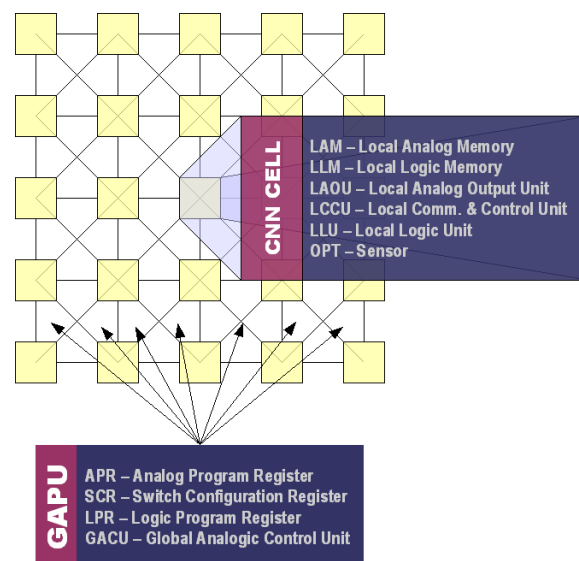 CNN CELL
LAM – Local Analog Memory
LLM – Local Logic Memory
LAOU – Local Analog Output Unit
LCCU – Local Comm. & Control Unit
LLU – Local Logic Unit
OPT – Sensor
GAPU
APR – Analog Program Register
SCR – Switch Configuration Register
LPR – Logic Program Register
GACU – Global Analogic Control Unit